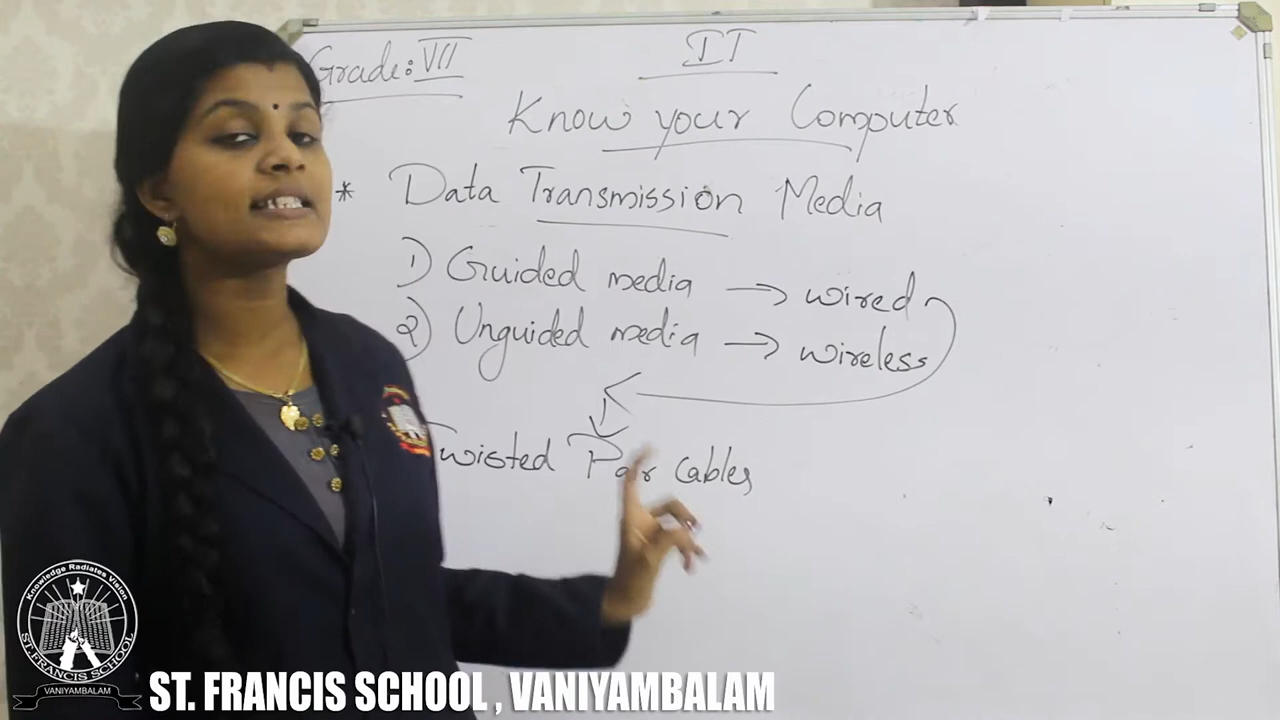 Grade: VII
IT
Know your Computer
* Data Transmission Media
1) Guided media → wired
2) Unguided media → wireless
Twisted Pair cables
Knowledge Radiates Vision
ST. FRANCIS SCHOOL
VANIYAMBALAM
ST. FRANCIS SCHOOL , VANIYAMBALAM